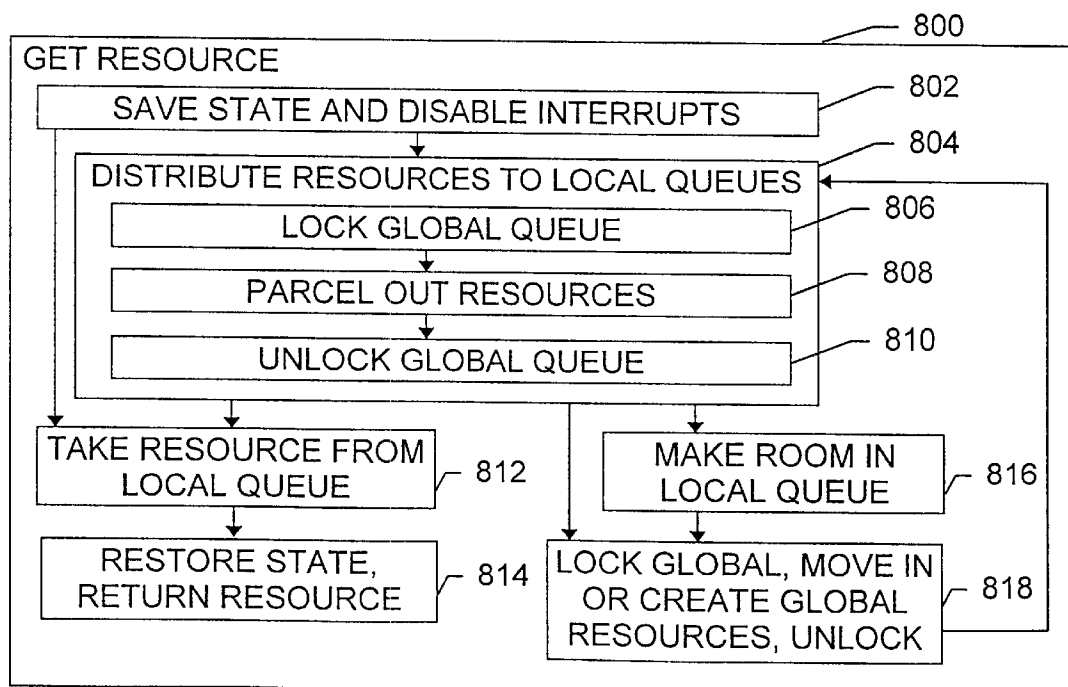 800
GET RESOURCE
802
SAVE STATE AND DISABLE INTERRUPTS
804
DISTRIBUTE RESOURCES TO LOCAL QUEUES
806
LOCK GLOBAL QUEUE
808
PARCEL OUT RESOURCES
810
UNLOCK GLOBAL QUEUE
TAKE RESOURCE FROM
LOCAL QUEUE
812
MAKE ROOM IN
LOCAL QUEUE
816
RESTORE STATE,
RETURN RESOURCE
814
LOCK GLOBAL, MOVE IN
OR CREATE GLOBAL
RESOURCES, UNLOCK
818